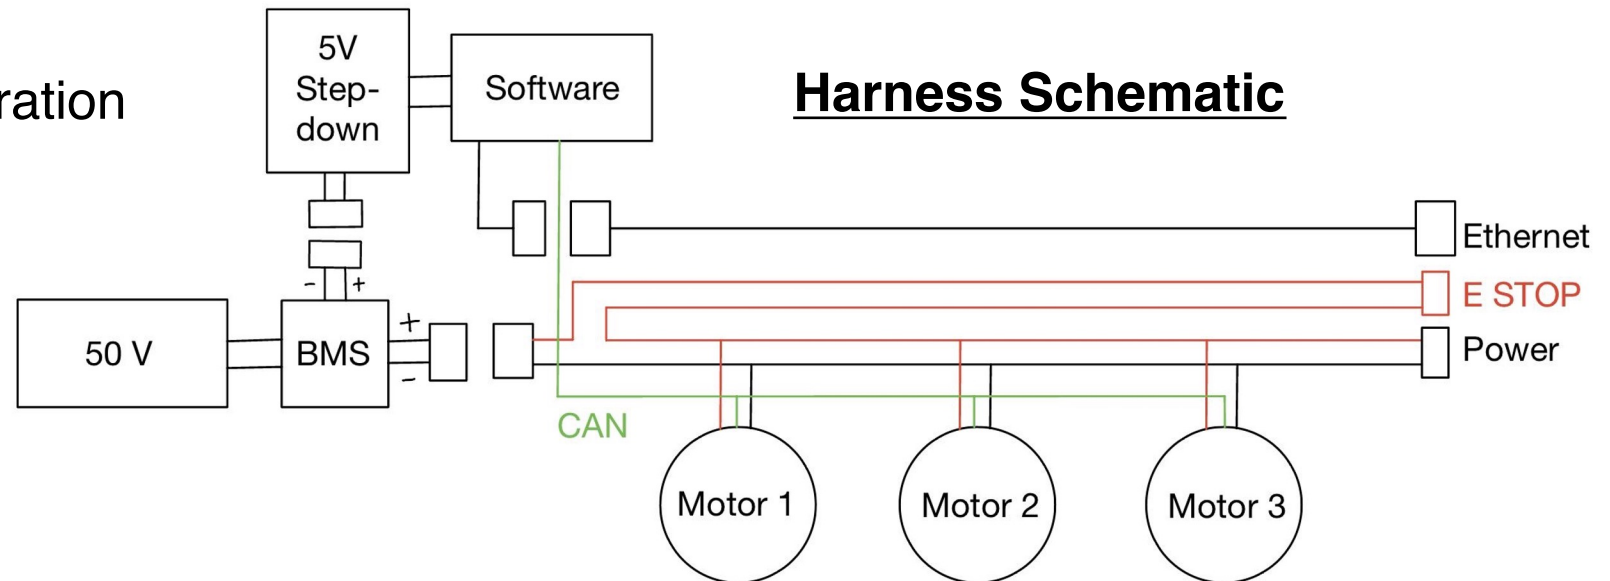 ration
5V
Step-
down
Software
Harness Schematic
Ethernet
- +
E STOP
50 V
BMS
+
-
Power
CAN
Motor 1
Motor 2
Motor 3